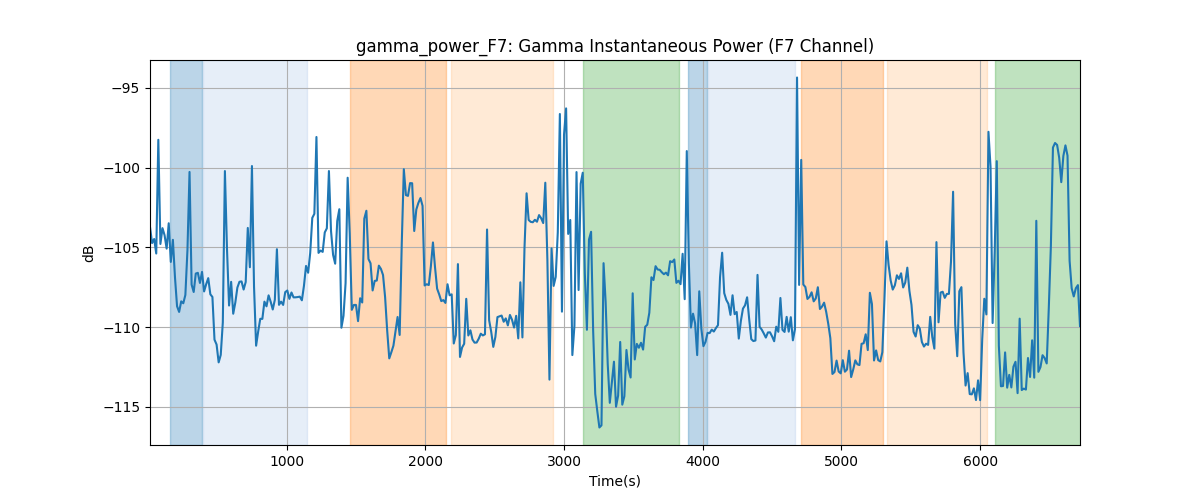 gamma_power_F7: Gamma Instantaneous Power (F7 Channel)
−95
−100
−105
−110
−115
dB
1000 2000 3000 4000 5000 6000
Time(s)